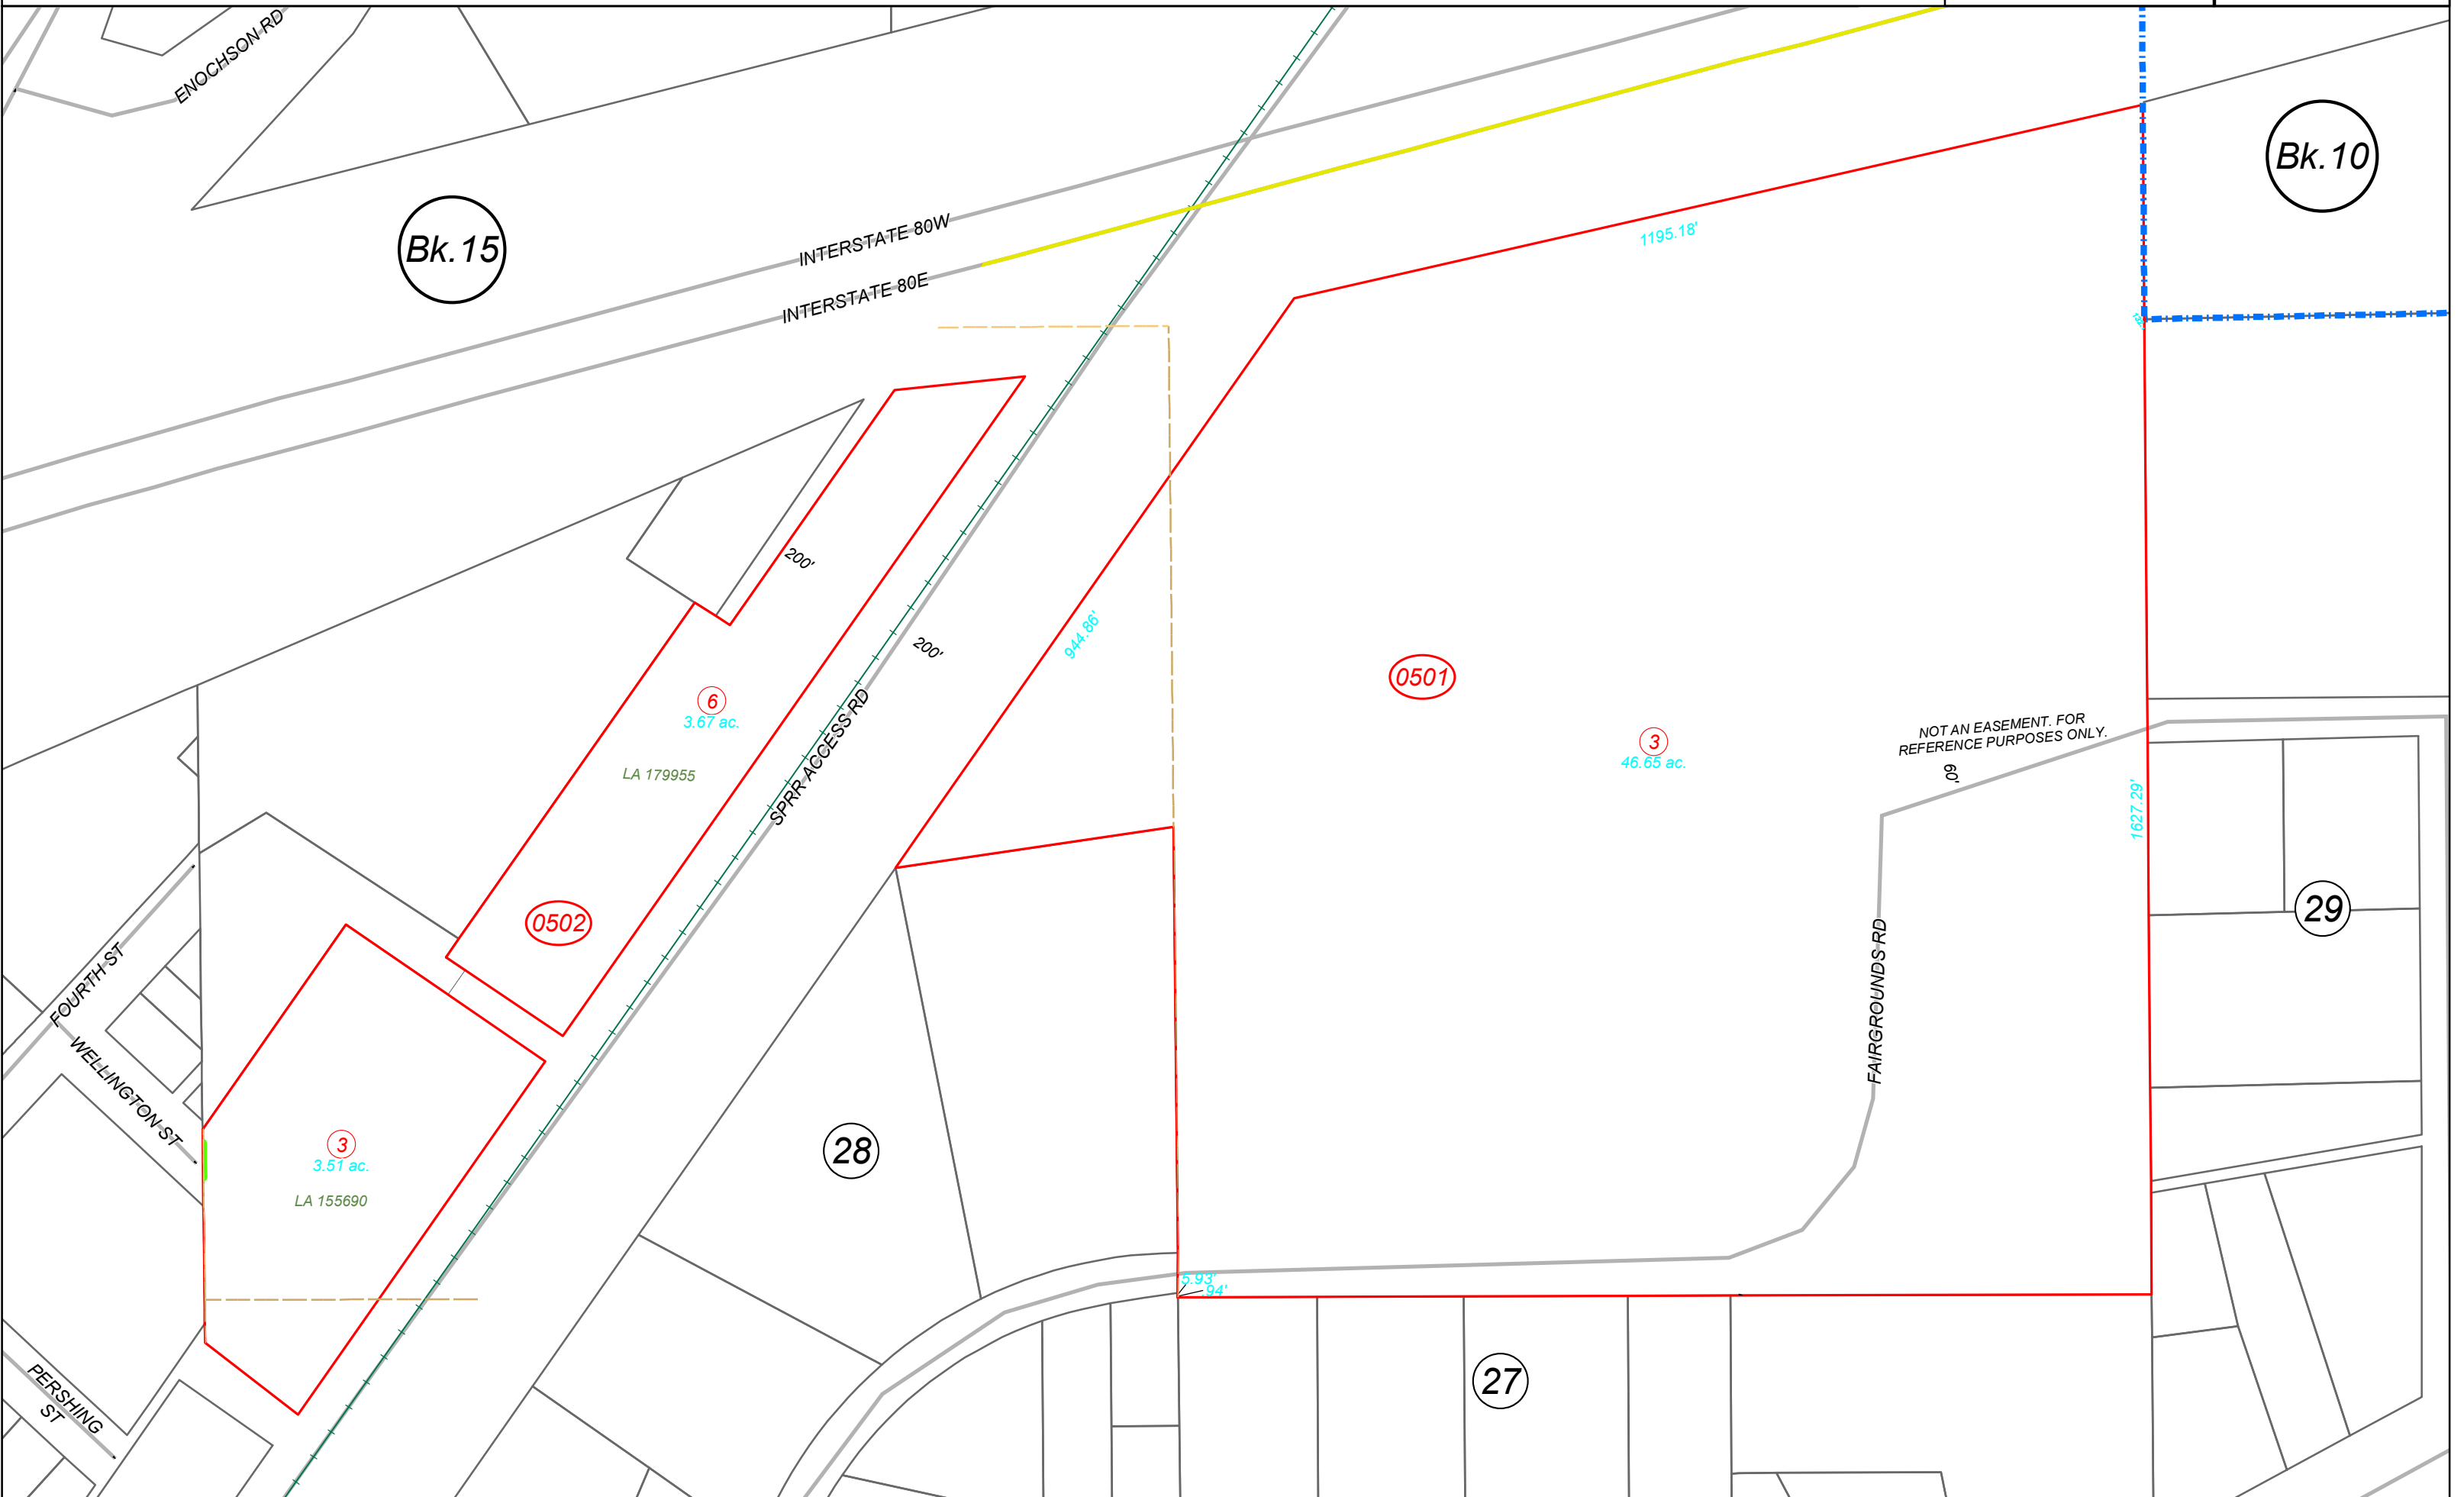 ENOCHSON RD
Bk.10
Bk.15
INTERSTATE 80W
1195.18'
INTERSTATE 80E
200'
944.86'
200'
0501
6
3.67 ac.
LA 179955
SPRR ACCESS RD
3
46.65 ac.
NOT AN EASEMENT. FOR
REFERENCE PURPOSES ONLY.
60'
1627.29'
0502
29
FOURTH ST
WELLINGTON ST
FAIRGROUNDS RD
3
3.51 ac.
LA 155690
28
5.93'
94'
PERSHING
ST
27